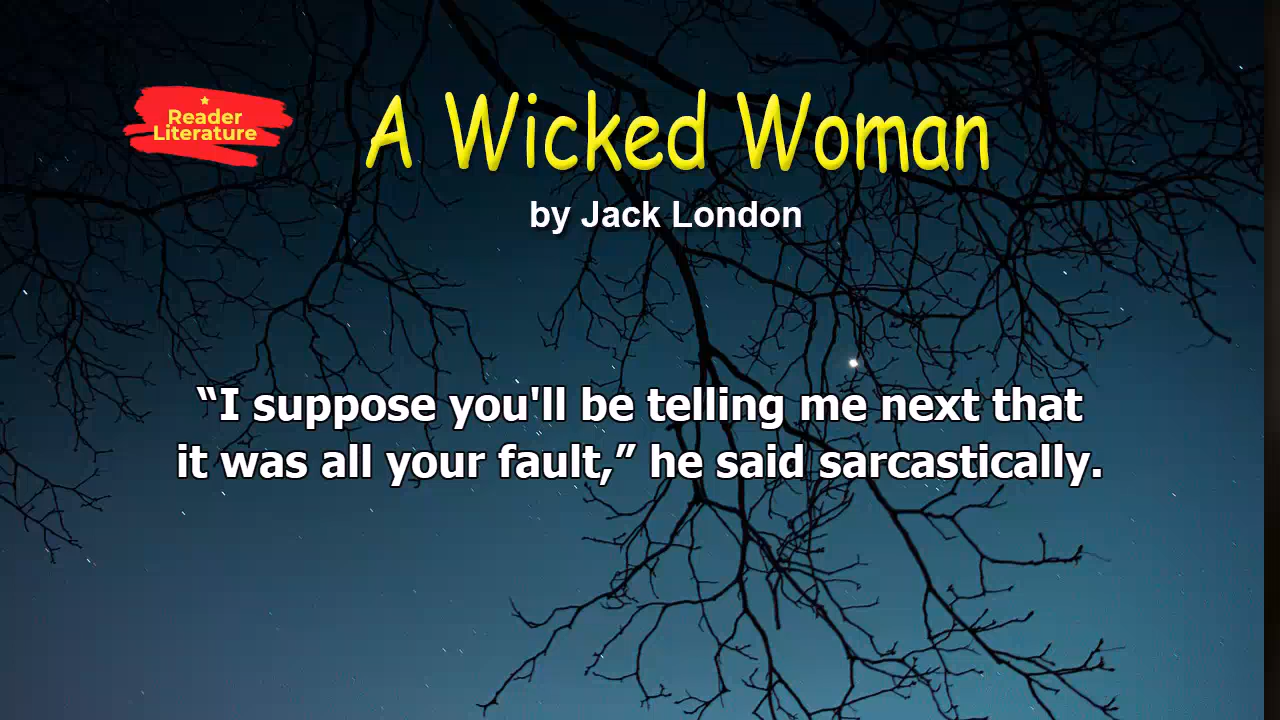 Reader
Literature
A Wicked Woman
by Jack London
“I suppose you'll be telling me next that
it was all your fault,” he said sarcastically.